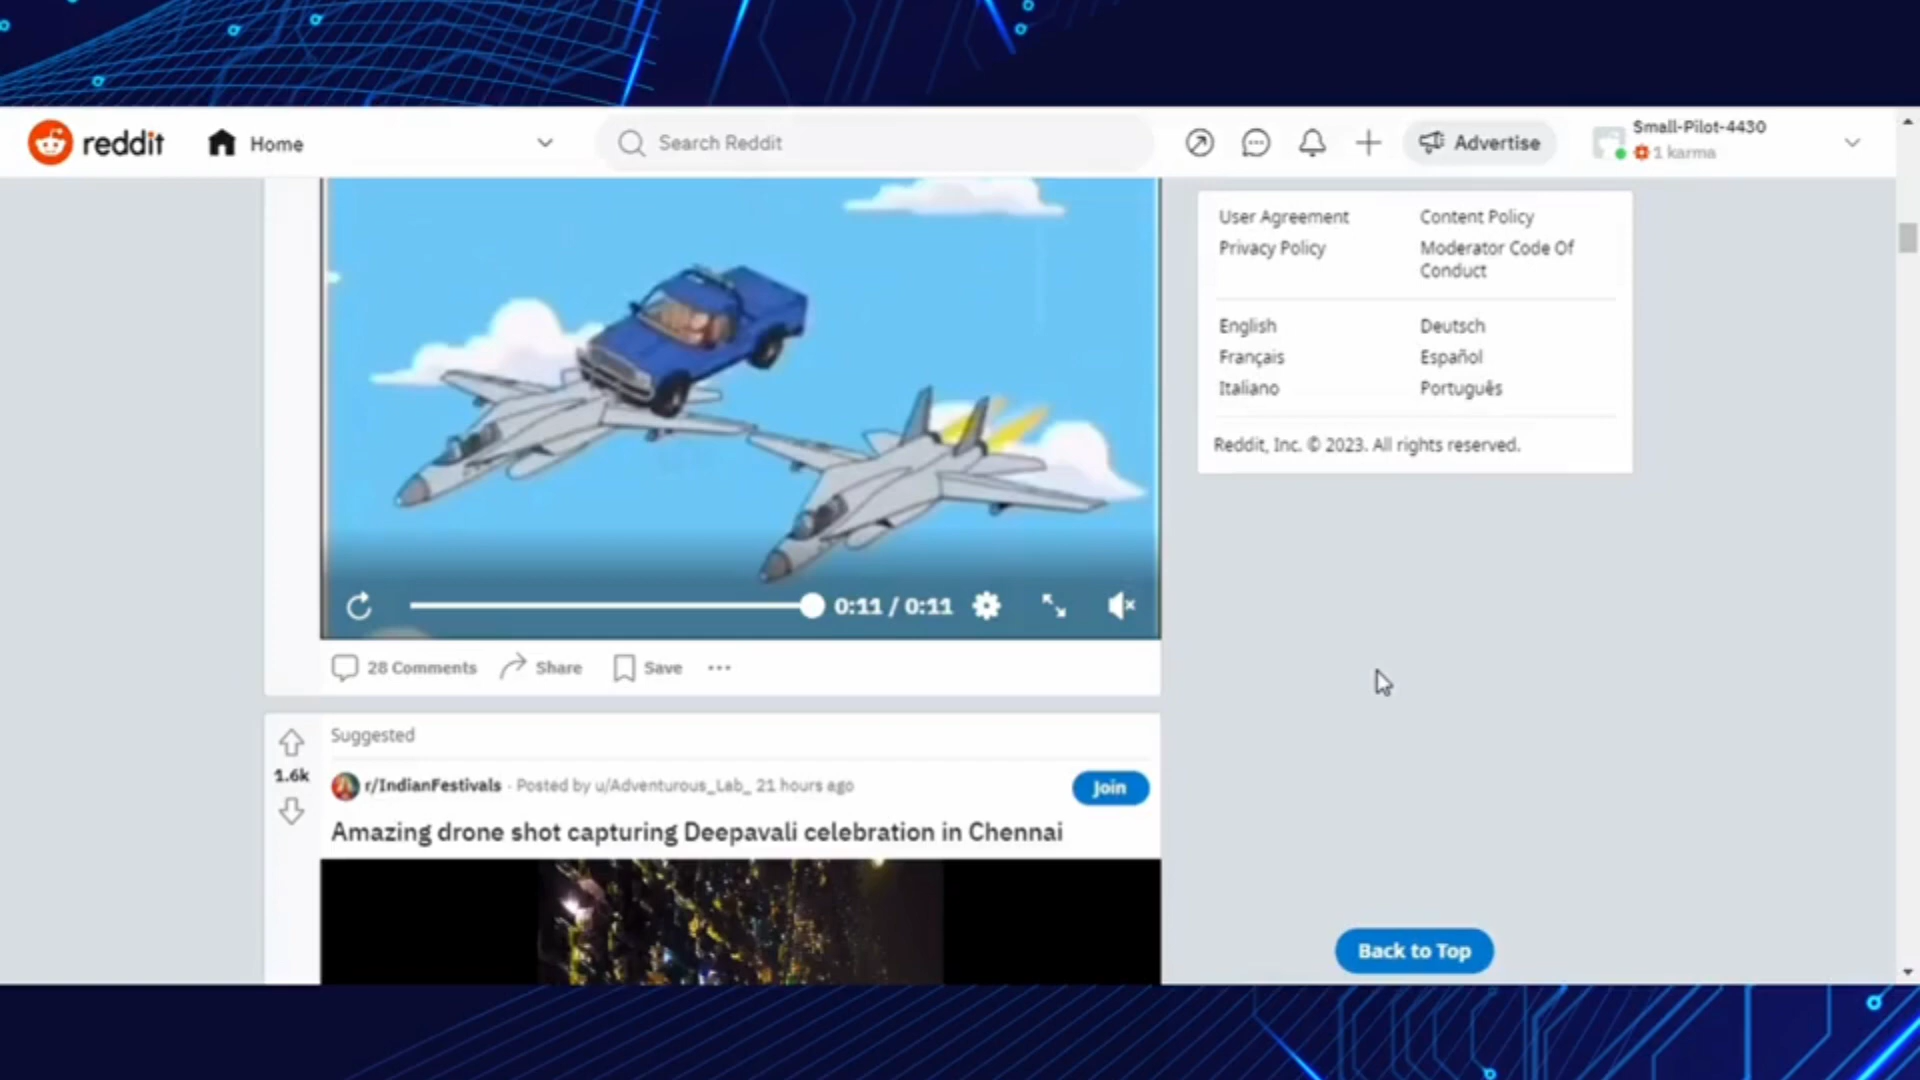 reddit
Home
Search Reddit
Advertise
Small-Pilot-4430
1 karma
User Agreement
Content Policy
Privacy Policy
Moderator Code Of
Conduct
English
Deutsch
Français
Español
Italiano
Português
Reddit, Inc. © 2023. All rights reserved.
0:11 / 0:11
28 Comments
Share
Save
Suggested
1.6k
r/IndianFestivals · Posted by u/Adventurous_Lab_ 21 hours ago
Join
Amazing drone shot capturing Deepavali celebration in Chennai
Back to Top